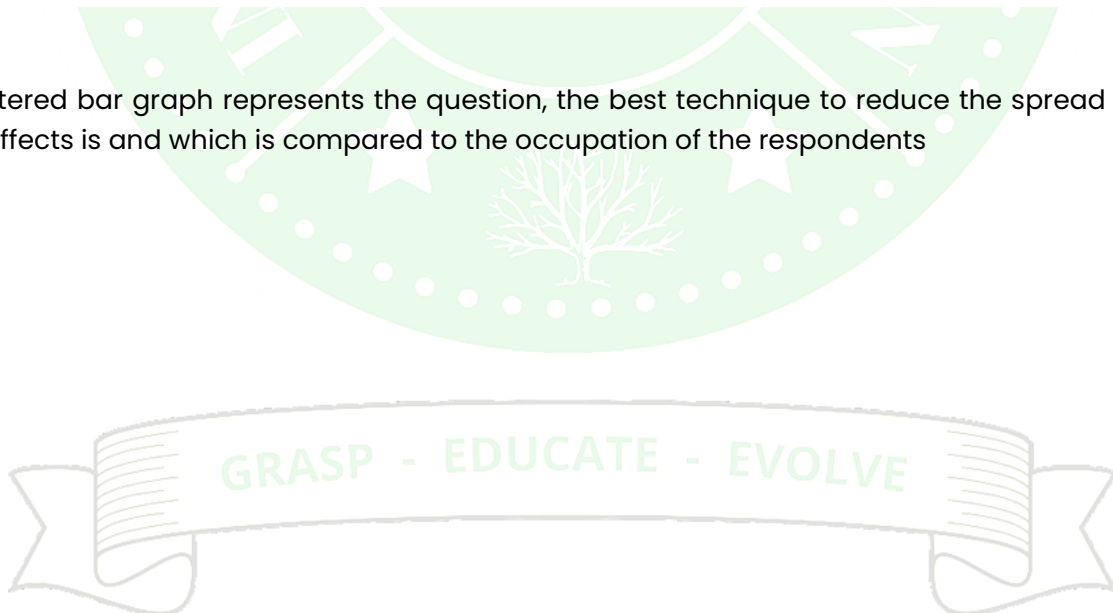 tered bar graph represents the question, the best technique to reduce the spread
ffects is and which is compared to the occupation of the respondents
GRASP - EDUCATE - EVOLVE